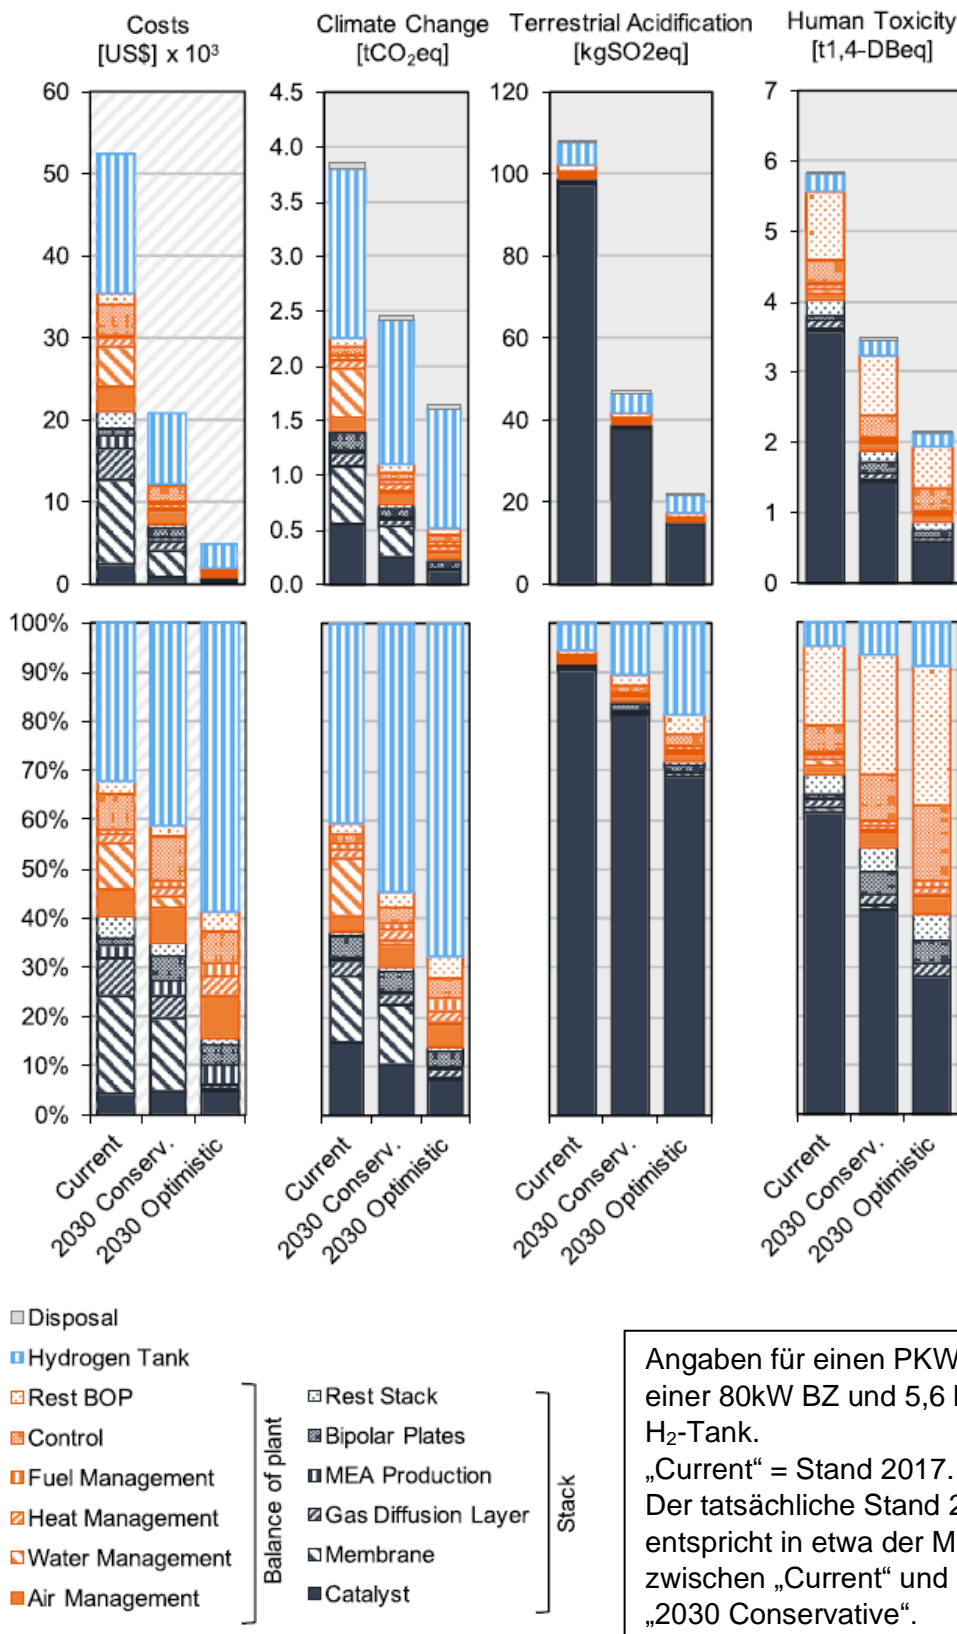 Costs
[US$] x 10³
Climate Change
[tCO₂eq]
Terrestrial Acidification
[kgSO2eq]
Human Toxicity
[t1,4-DBeq]
60
50
40
30
20
10
0
4.5
4.0
3.5
3.0
2.5
2.0
1.5
1.0
0.5
0.0
120
100
80
60
40
20
0
7
6
5
4
3
2
1
0
100%
90%
80%
70%
60%
50%
40%
30%
20%
10%
0%
Current
2030 Conserv.
2030 Optimistic
Current
2030 Conserv.
2030 Optimistic
Current
2030 Conserv.
2030 Optimistic
Current
2030 Conserv.
2030 Optimistic
Disposal
Hydrogen Tank
Rest BOP
Control
Fuel Management
Heat Management
Water Management
Air Management
Balance of plant
Rest Stack
Bipolar Plates
MEA Production
Gas Diffusion Layer
Membrane
Catalyst
Stack
Angaben für einen PKW
einer 80kW BZ und 5,6
H₂-Tank.
„Current“ = Stand 2017.
Der tatsächliche Stand 2
entspricht in etwa der M
zwischen „Current“ und
„2030 Conservative“.